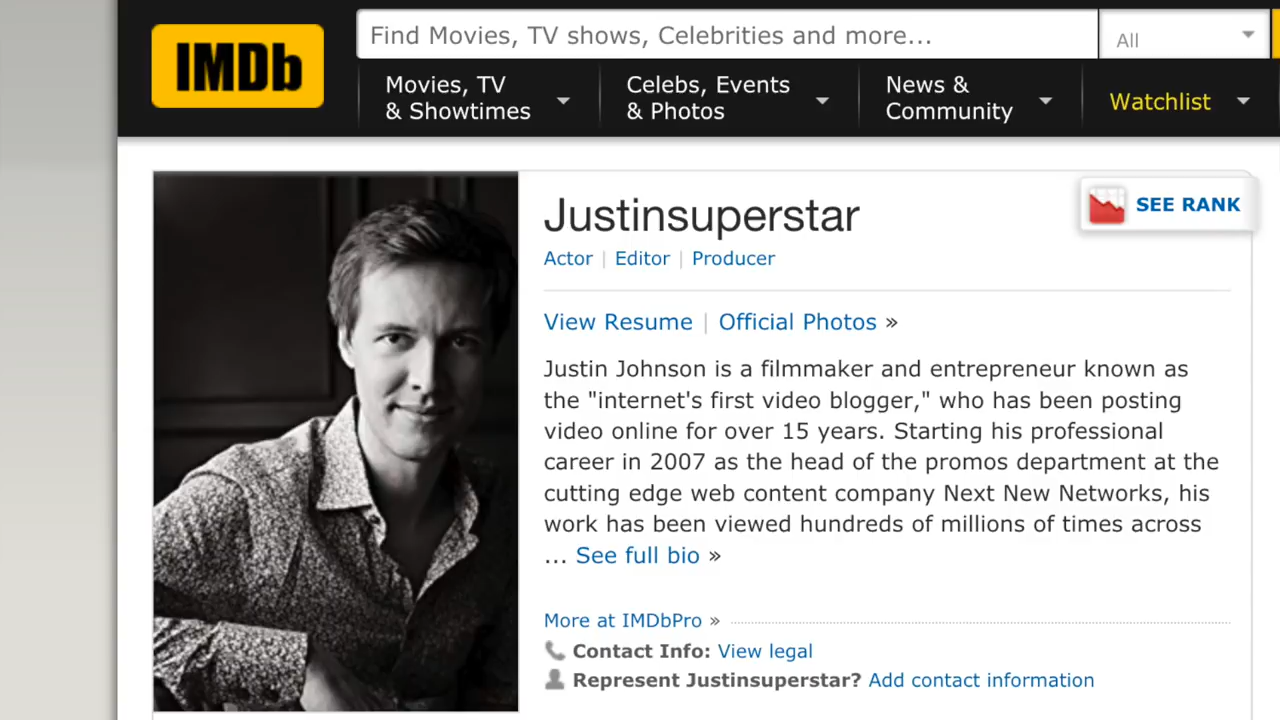 IMDb
Find Movies, TV shows, Celebrities and more...
All
Movies, TV
& Showtimes
Celebs, Events
& Photos
News &
Community
Watchlist
Justinsuperstar
SEE RANK
Actor | Editor | Producer
View Resume | Official Photos »
Justin Johnson is a filmmaker and entrepreneur known as
the "internet's first video blogger," who has been posting
video online for over 15 years. Starting his professional
career in 2007 as the head of the promos department at the
cutting edge web content company Next New Networks, his
work has been viewed hundreds of millions of times across
... See full bio »
More at IMDbPro »
Contact Info: View legal
Represent Justinsuperstar? Add contact information